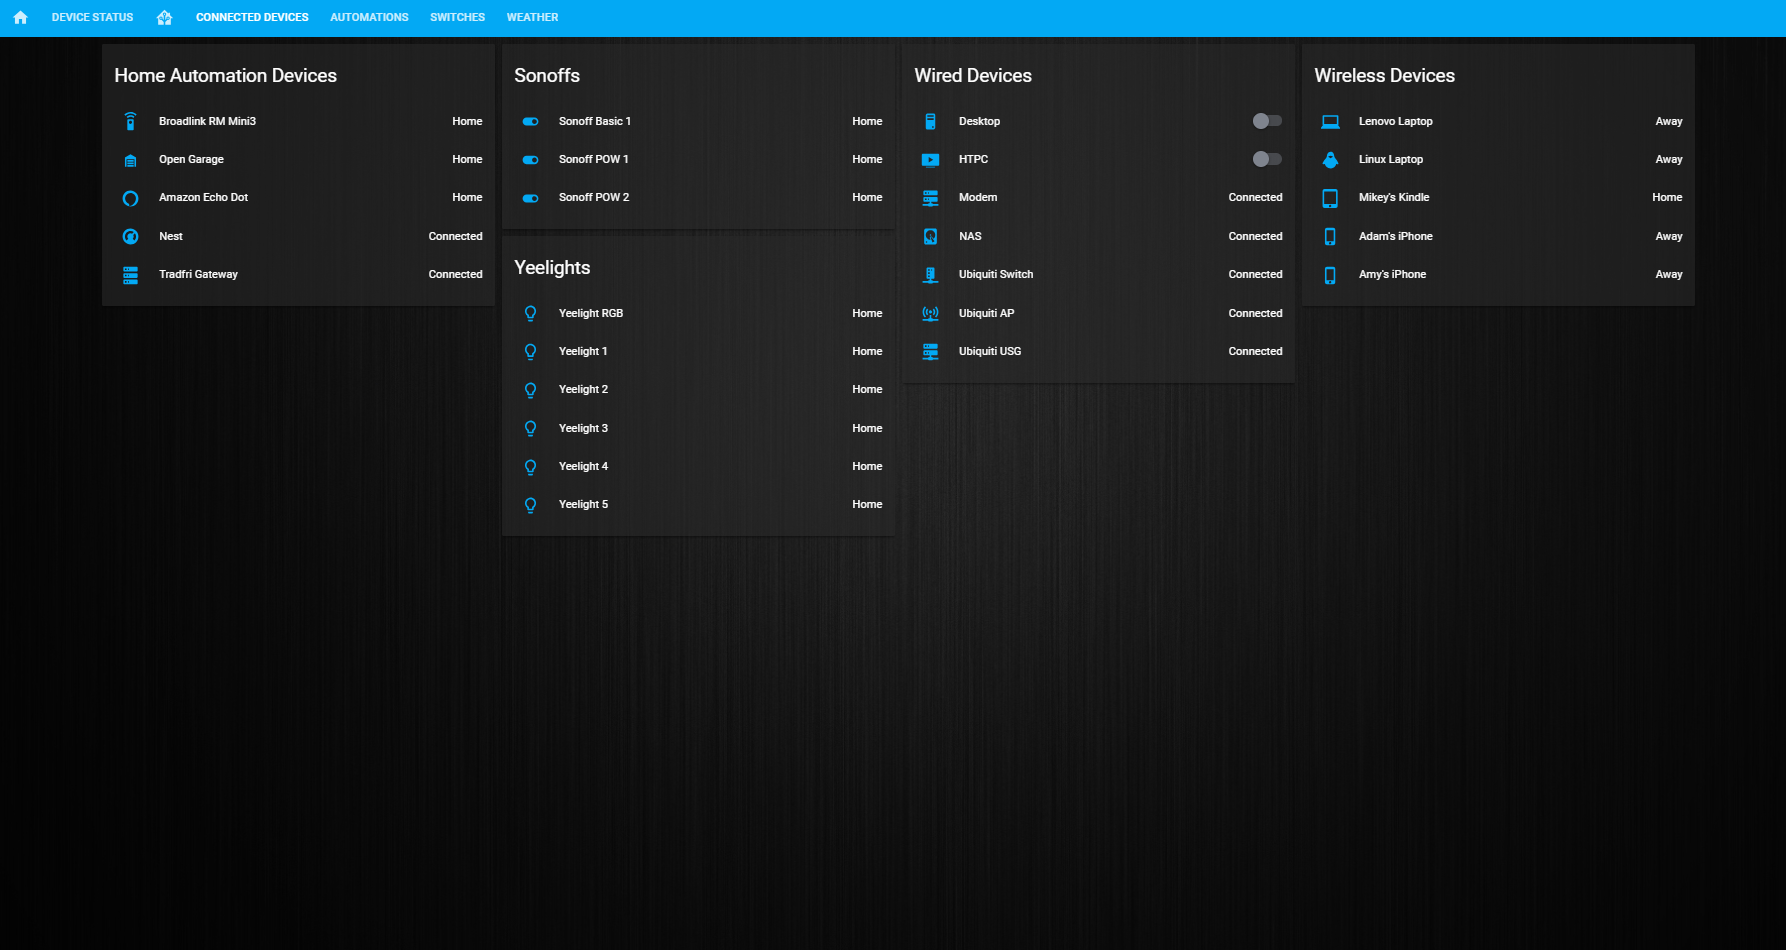 DEVICE STATUS CONNECTED DEVICES AUTOMATIONS SWITCHES WEATHER
Home Automation Devices
Broadlink RM Mini3 Home
Open Garage Home
Amazon Echo Dot Home
Nest Connected
Tradfri Gateway Connected
Sonoffs
Sonoff Basic 1 Home
Sonoff POW 1 Home
Sonoff POW 2 Home
Yeelights
Yeelight RGB Home
Yeelight 1 Home
Yeelight 2 Home
Yeelight 3 Home
Yeelight 4 Home
Yeelight 5 Home
Wired Devices
Desktop
HTPC
Modem Connected
NAS Connected
Ubiquiti Switch Connected
Ubiquiti AP Connected
Ubiquiti USG Connected
Wireless Devices
Lenovo Laptop Away
Linux Laptop Away
Mikey's Kindle Home
Adam's iPhone Away
Amy's iPhone Away